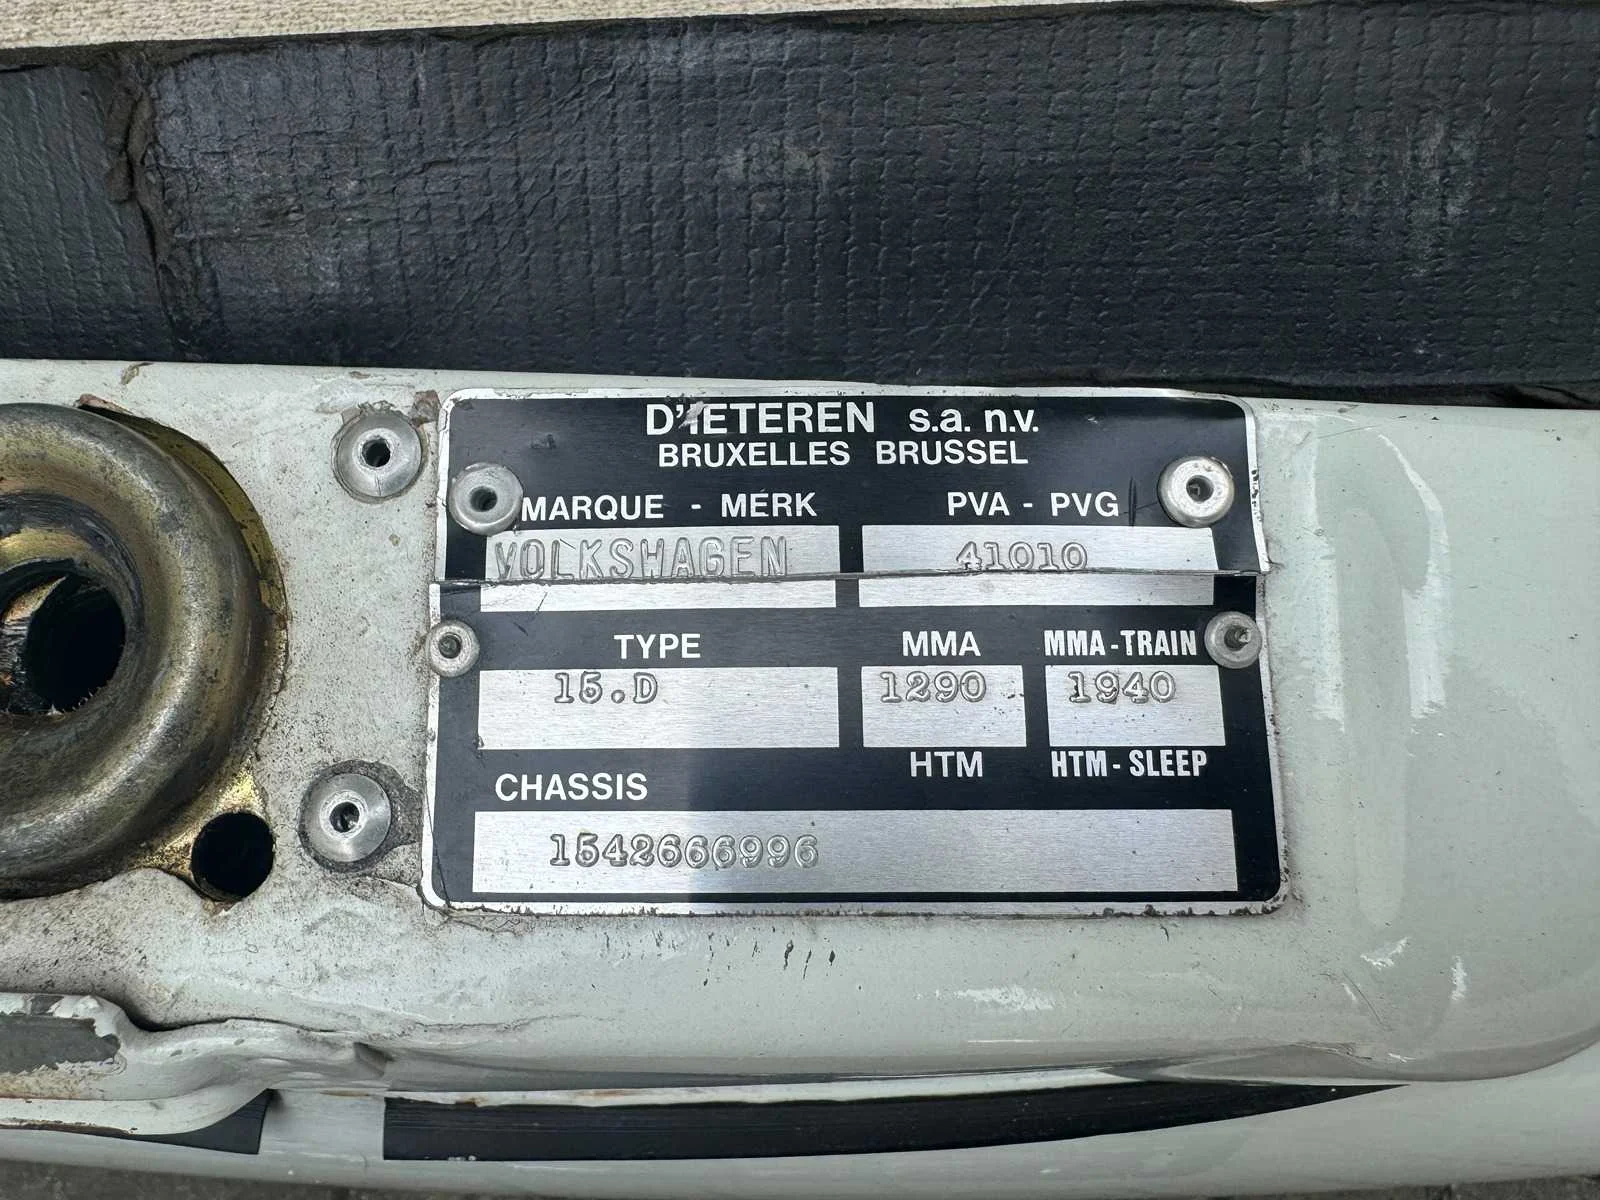 D'IETEREN s.a. n.v.
BRUXELLES BRUSSEL
MARQUE - MERK PVA - PVG
VOLKSWAGEN 41010
TYPE MMA MMA-TRAIN
15.D 1290 1940
HTM HTM-SLEEP
CHASSIS
1542666996